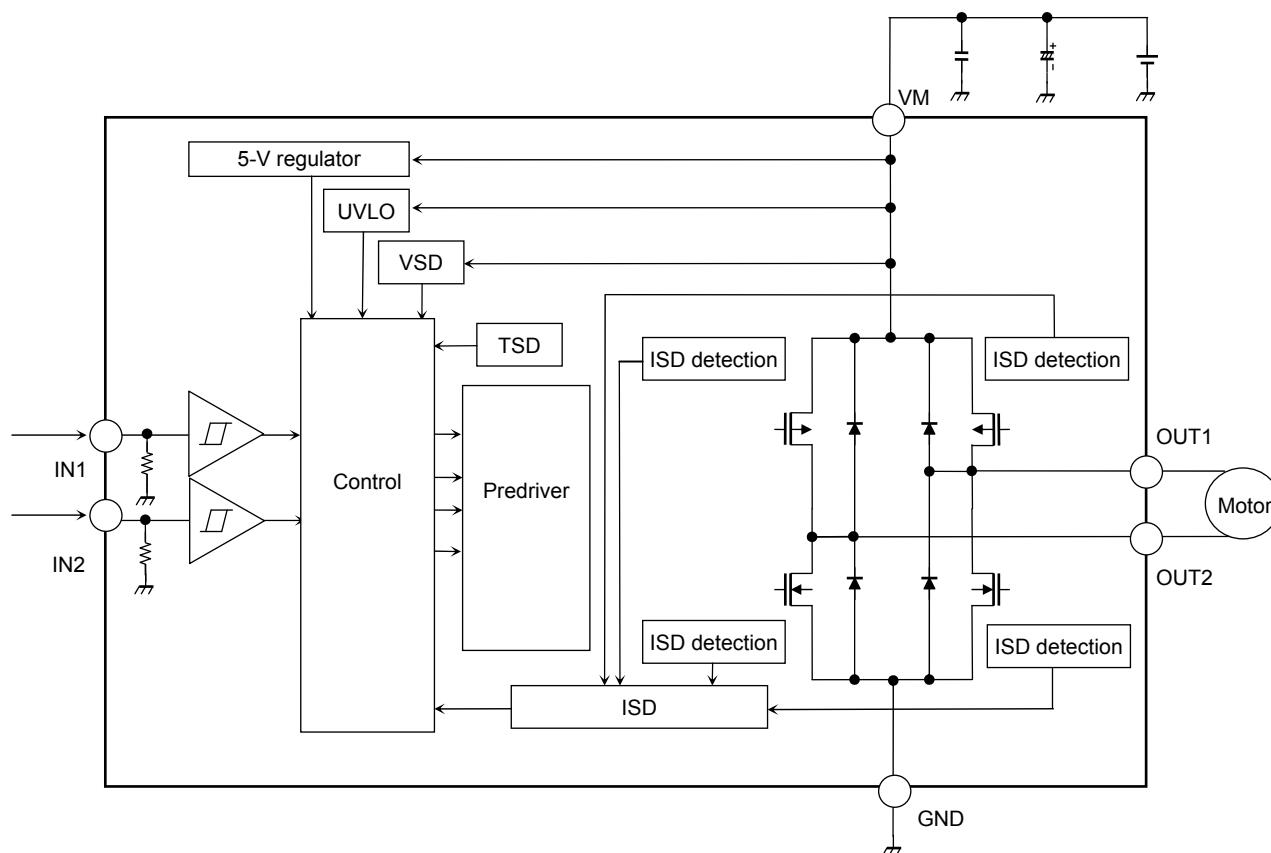 VM
5-V regulator
UVLO
VSD
TSD
ISD detection
ISD detection
IN1
Control
Predriver
OUT1
Motor
IN2
OUT2
ISD detection
ISD detection
ISD
GND
+
-